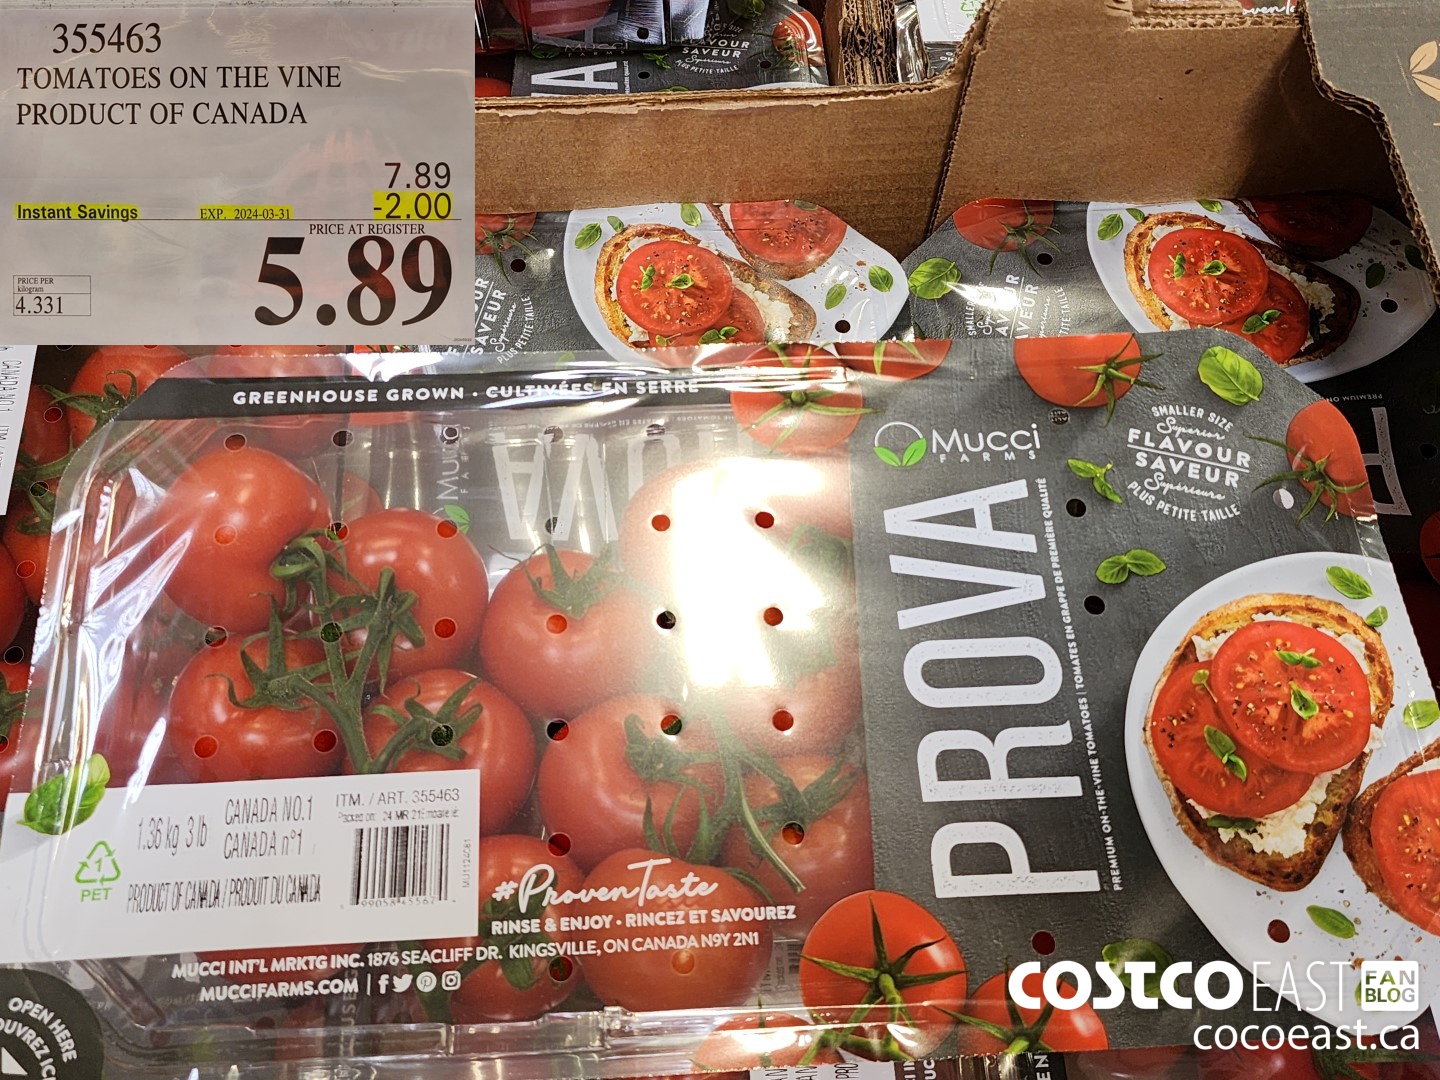 355463
TOMATOES ON THE VINE
PRODUCT OF CANADA
7.89
Instant Savings EXP. 2024-03-31 -2.00
PRICE AT REGISTER
5.89
PRICE PER
kilogram
4.331
GREENHOUSE GROWN · CULTIVÉES EN SERRE
MUCCI
FARMS
SMALLER SIZE
Superior
FLAVOUR
SAVEUR
Supérieure
PLUS PETITE TAILLE
PROVA
PREMIUM ON-THE-VINE TOMATOES | TOMATES EN GRAPPE DE PREMIÈRE QUALITÉ
1.36 kg 3 lb
CANADA NO.1
CANADA nº1
ITM. / ART. 355463
PET
PRODUCT OF CANADA / PRODUIT DU CANADA
#ProvenTaste
RINSE & ENJOY · RINCEZ ET SAVOUREZ
MUCCI INT'L MRKTG INC. 1876 SEACLIFF DR. KINGSVILLE, ON CANADA N9Y 2N1
MUCCIFARMS.COM
OPEN HERE
COSTCO EAST FAN BLOG
cocoeast.ca